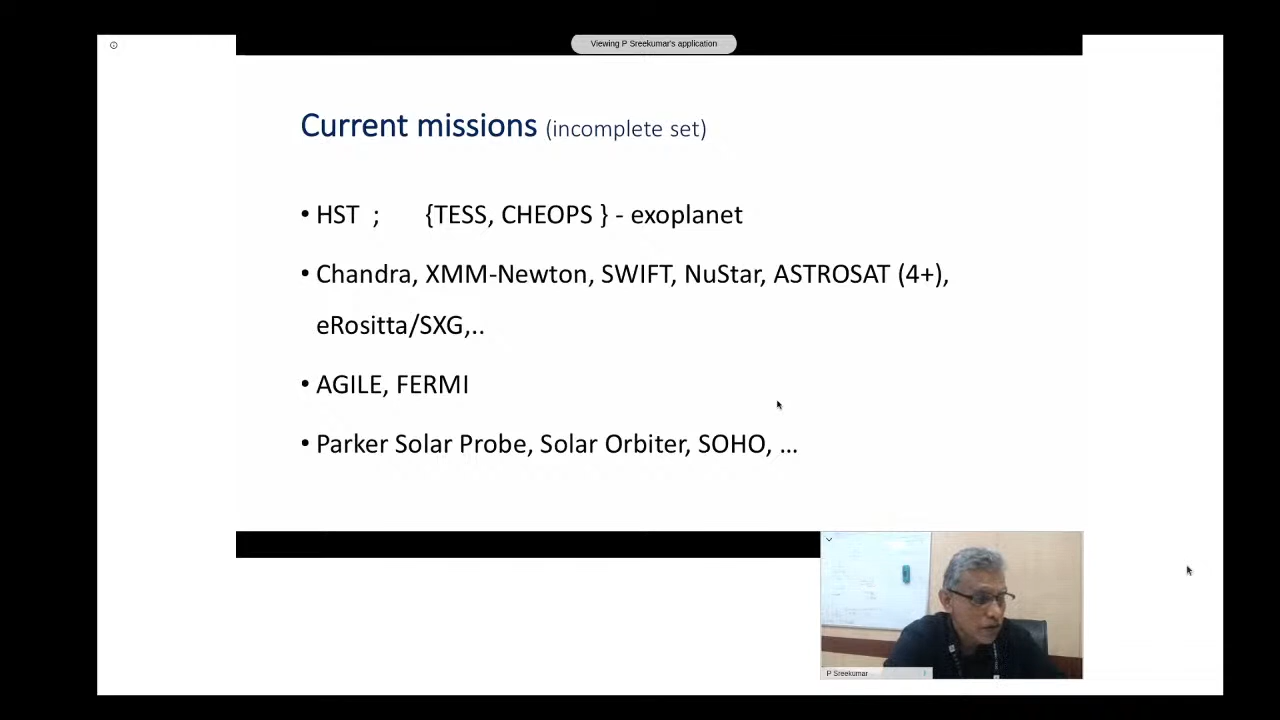 Viewing P Sreekumar's application
Current missions (incomplete set)
• HST ; {TESS, CHEOPS } - exoplanet
• Chandra, XMM-Newton, SWIFT, NuStar, ASTROSAT (4+),
eRositta/SXG,..
• AGILE, FERMI
• Parker Solar Probe, Solar Orbiter, SOHO, ...
P Sreekumar